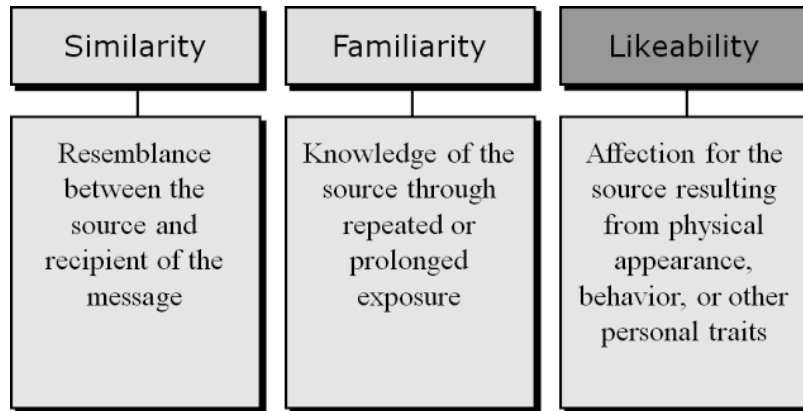 Similarity
Resemblance
between the
source and
recipient of the
message
Familiarity
Knowledge of the
source through
repeated or
prolonged
exposure
Likeability
Affection for the
source resulting
from physical
appearance,
behavior, or other
personal traits